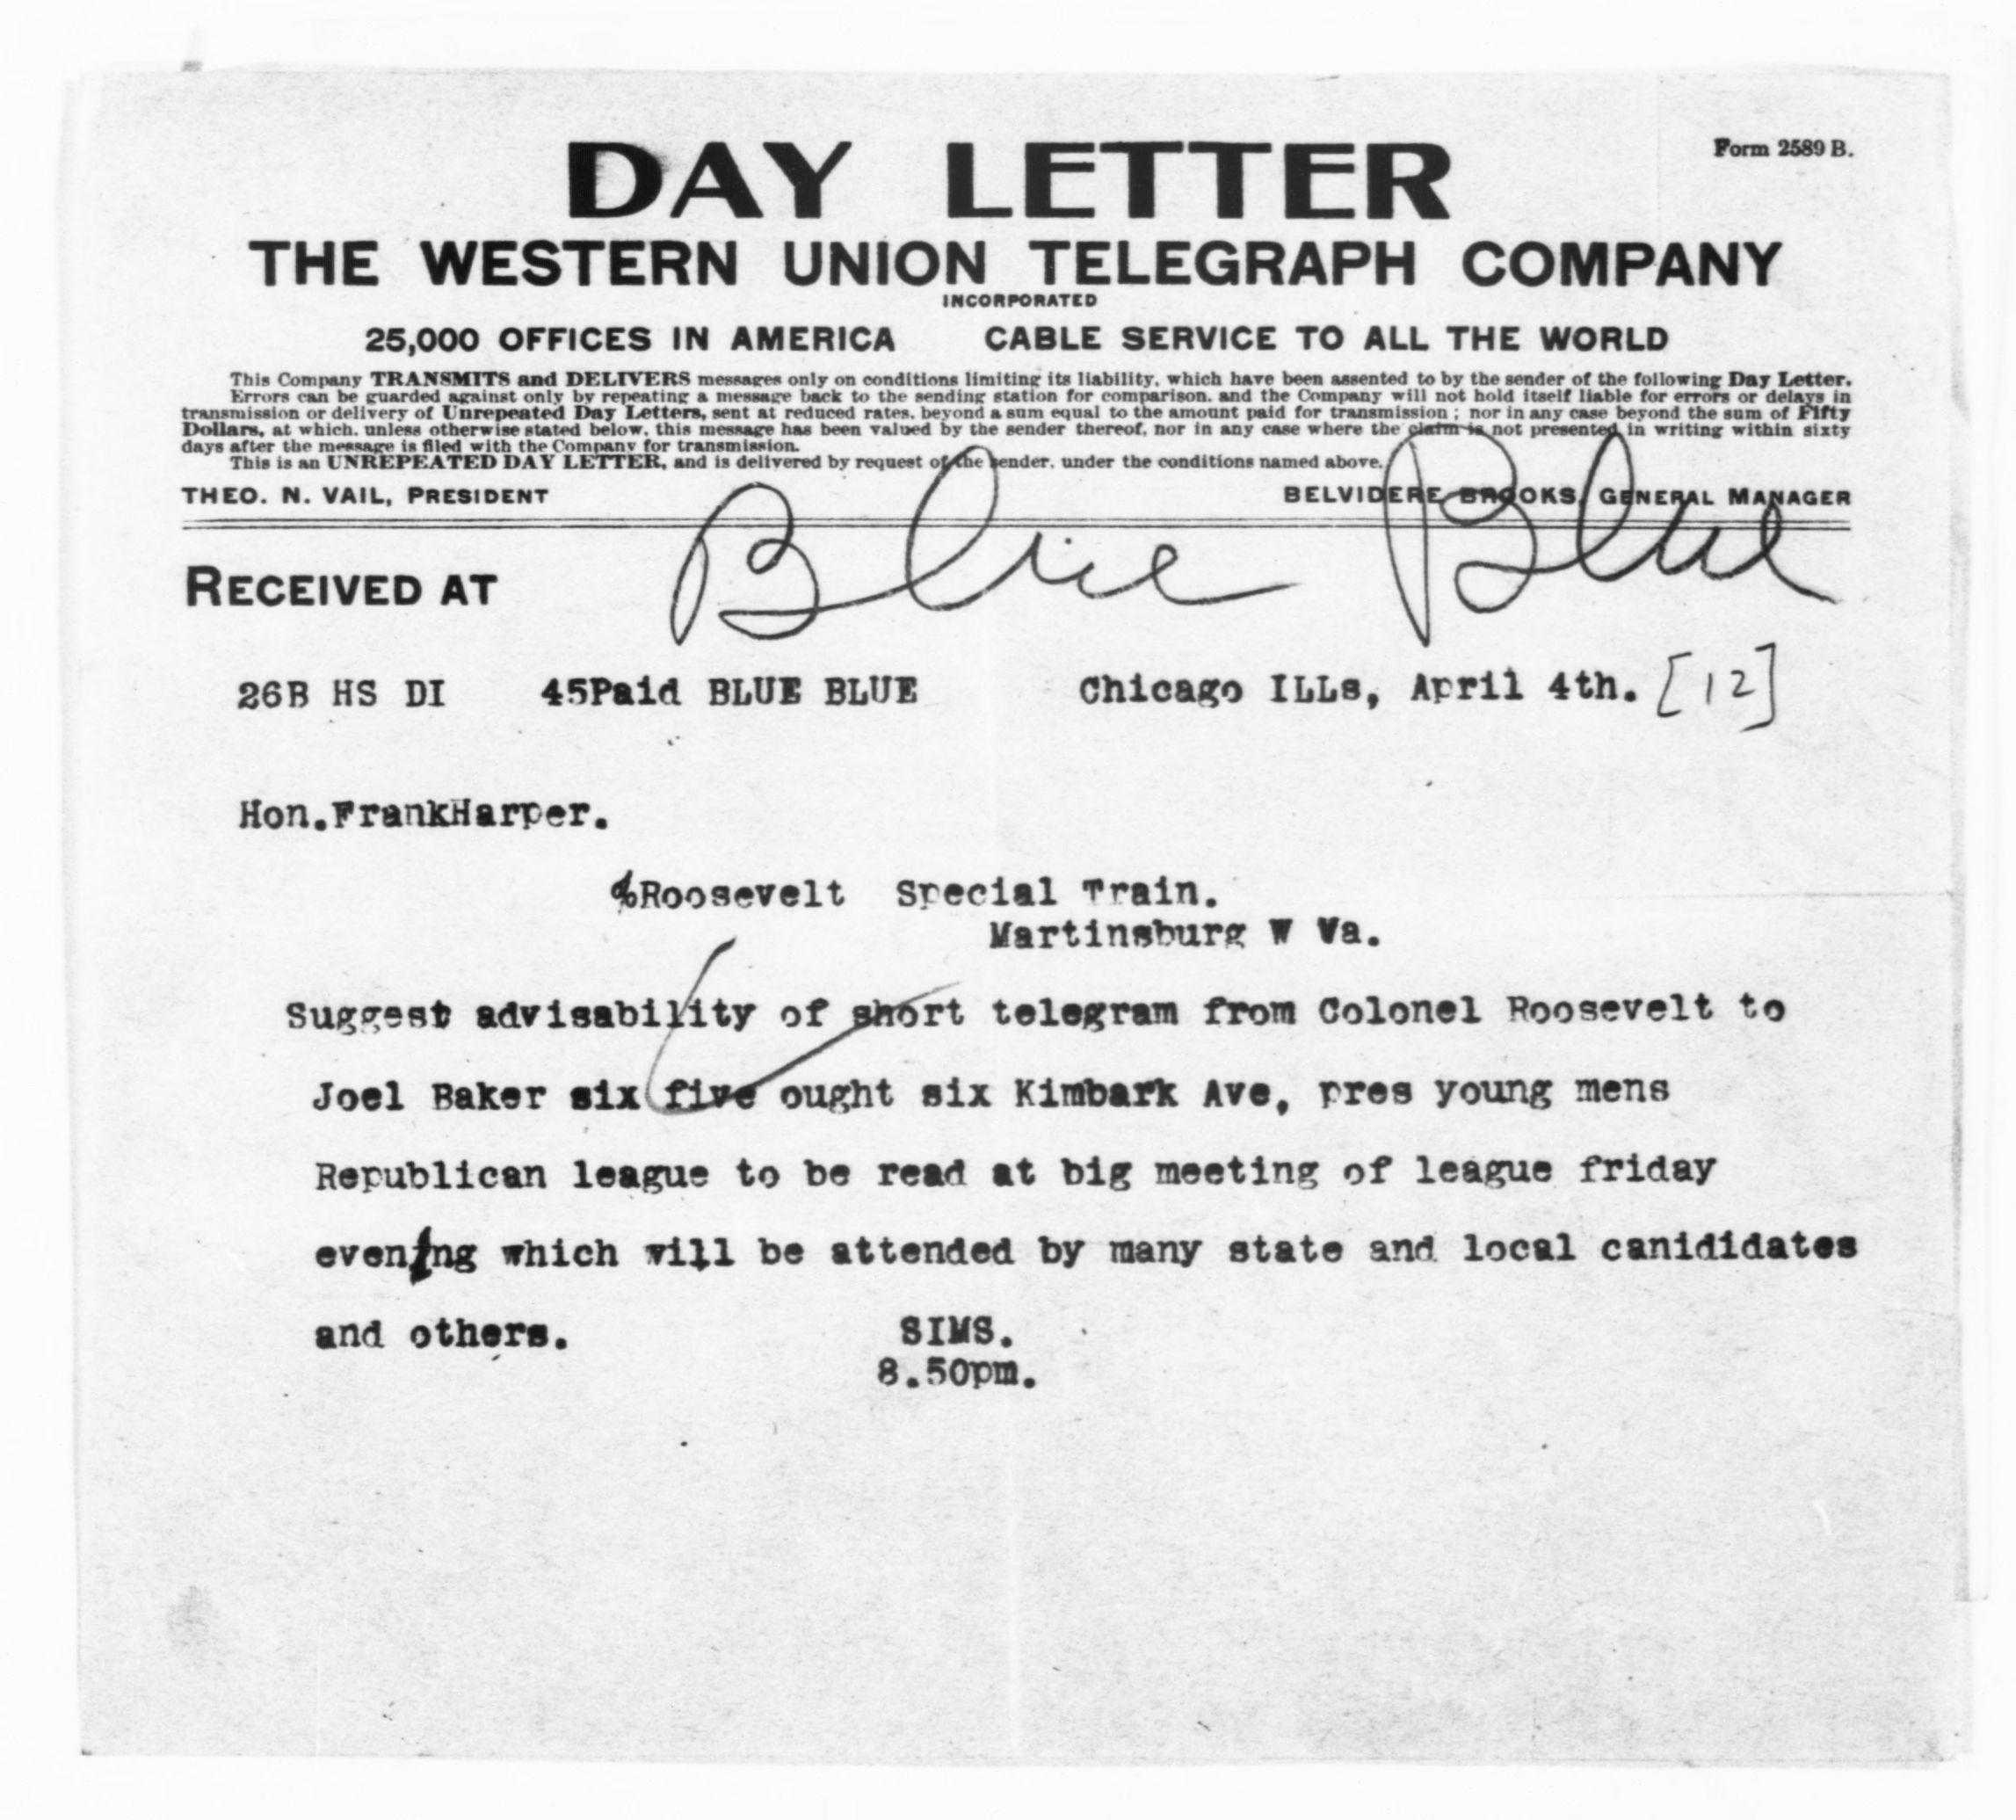 Form 2589 B.
DAY LETTER
THE WESTERN UNION TELEGRAPH COMPANY
INCORPORATED
25,000 OFFICES IN AMERICA CABLE SERVICE TO ALL THE WORLD
This Company TRANSMITS and DELIVERS messages only on conditions limiting its liability, which have been assented to by the sender of the following Day Letter.
Errors can be guarded against only by repeating a message back to the sending station for comparison, and the Company will not hold itself liable for errors or delays in
transmission or delivery of Unrepeated Day Letters, sent at reduced rates, beyond a sum equal to the amount paid for transmission; nor in any case beyond the sum of Fifty
Dollars, at which, unless otherwise stated below, this message has been valued by the sender thereof, nor in any case where the claim is not presented in writing within sixty
days after the message is filed with the Company for transmission.
This is an UNREPEATED DAY LETTER, and is delivered by request of the sender, under the conditions named above.
THEO. N. VAIL, PRESIDENT BELVIDERE BROOKS, GENERAL MANAGER
RECEIVED AT Blue Blue
26B HS DI 45Paid BLUE BLUE Chicago ILLs, April 4th. [12]
Hon.FrankHarper.
%Roosevelt Special Train.
Martinsburg W Va.
Suggest advisability of short telegram from Colonel Roosevelt to
Joel Baker six five ought six Kimbark Ave, pres young mens
Republican league to be read at big meeting of league friday
evening which will be attended by many state and local canididates
and others. SIMS.
8.50pm.